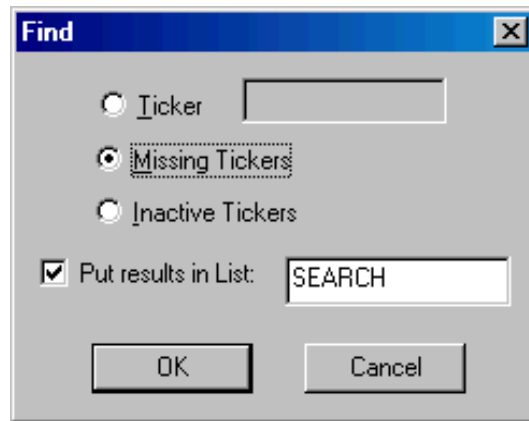 Find
Ticker
Missing Tickers
Inactive Tickers
Put results in List: SEARCH
OK Cancel